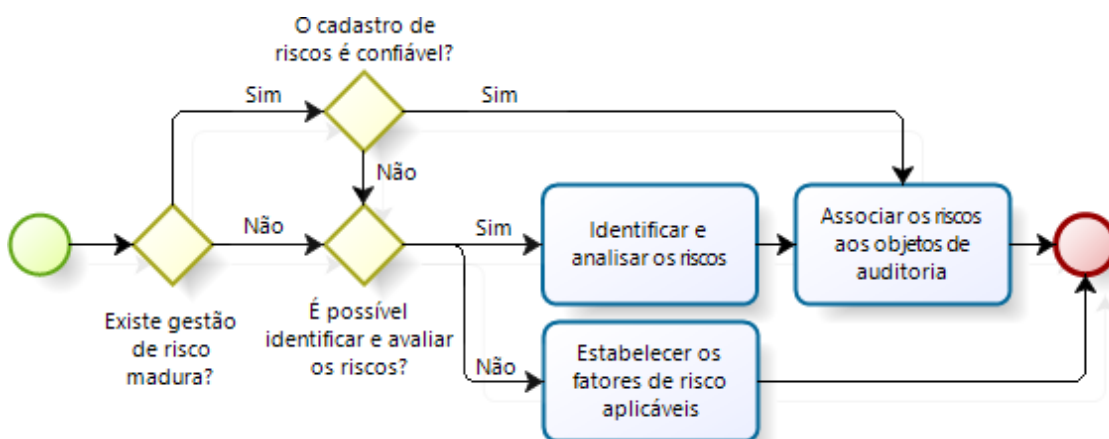 O cadastro de
riscos é confiável?
Sim
Sim
Não
Não
Sim
Identificar e
analisar os riscos
Associar os riscos
aos objetos de
auditoria
Existe gestão
de risco
madura?
É possível
identificar e avaliar
os riscos?
Não
Estabelecer os
fatores de risco
aplicáveis